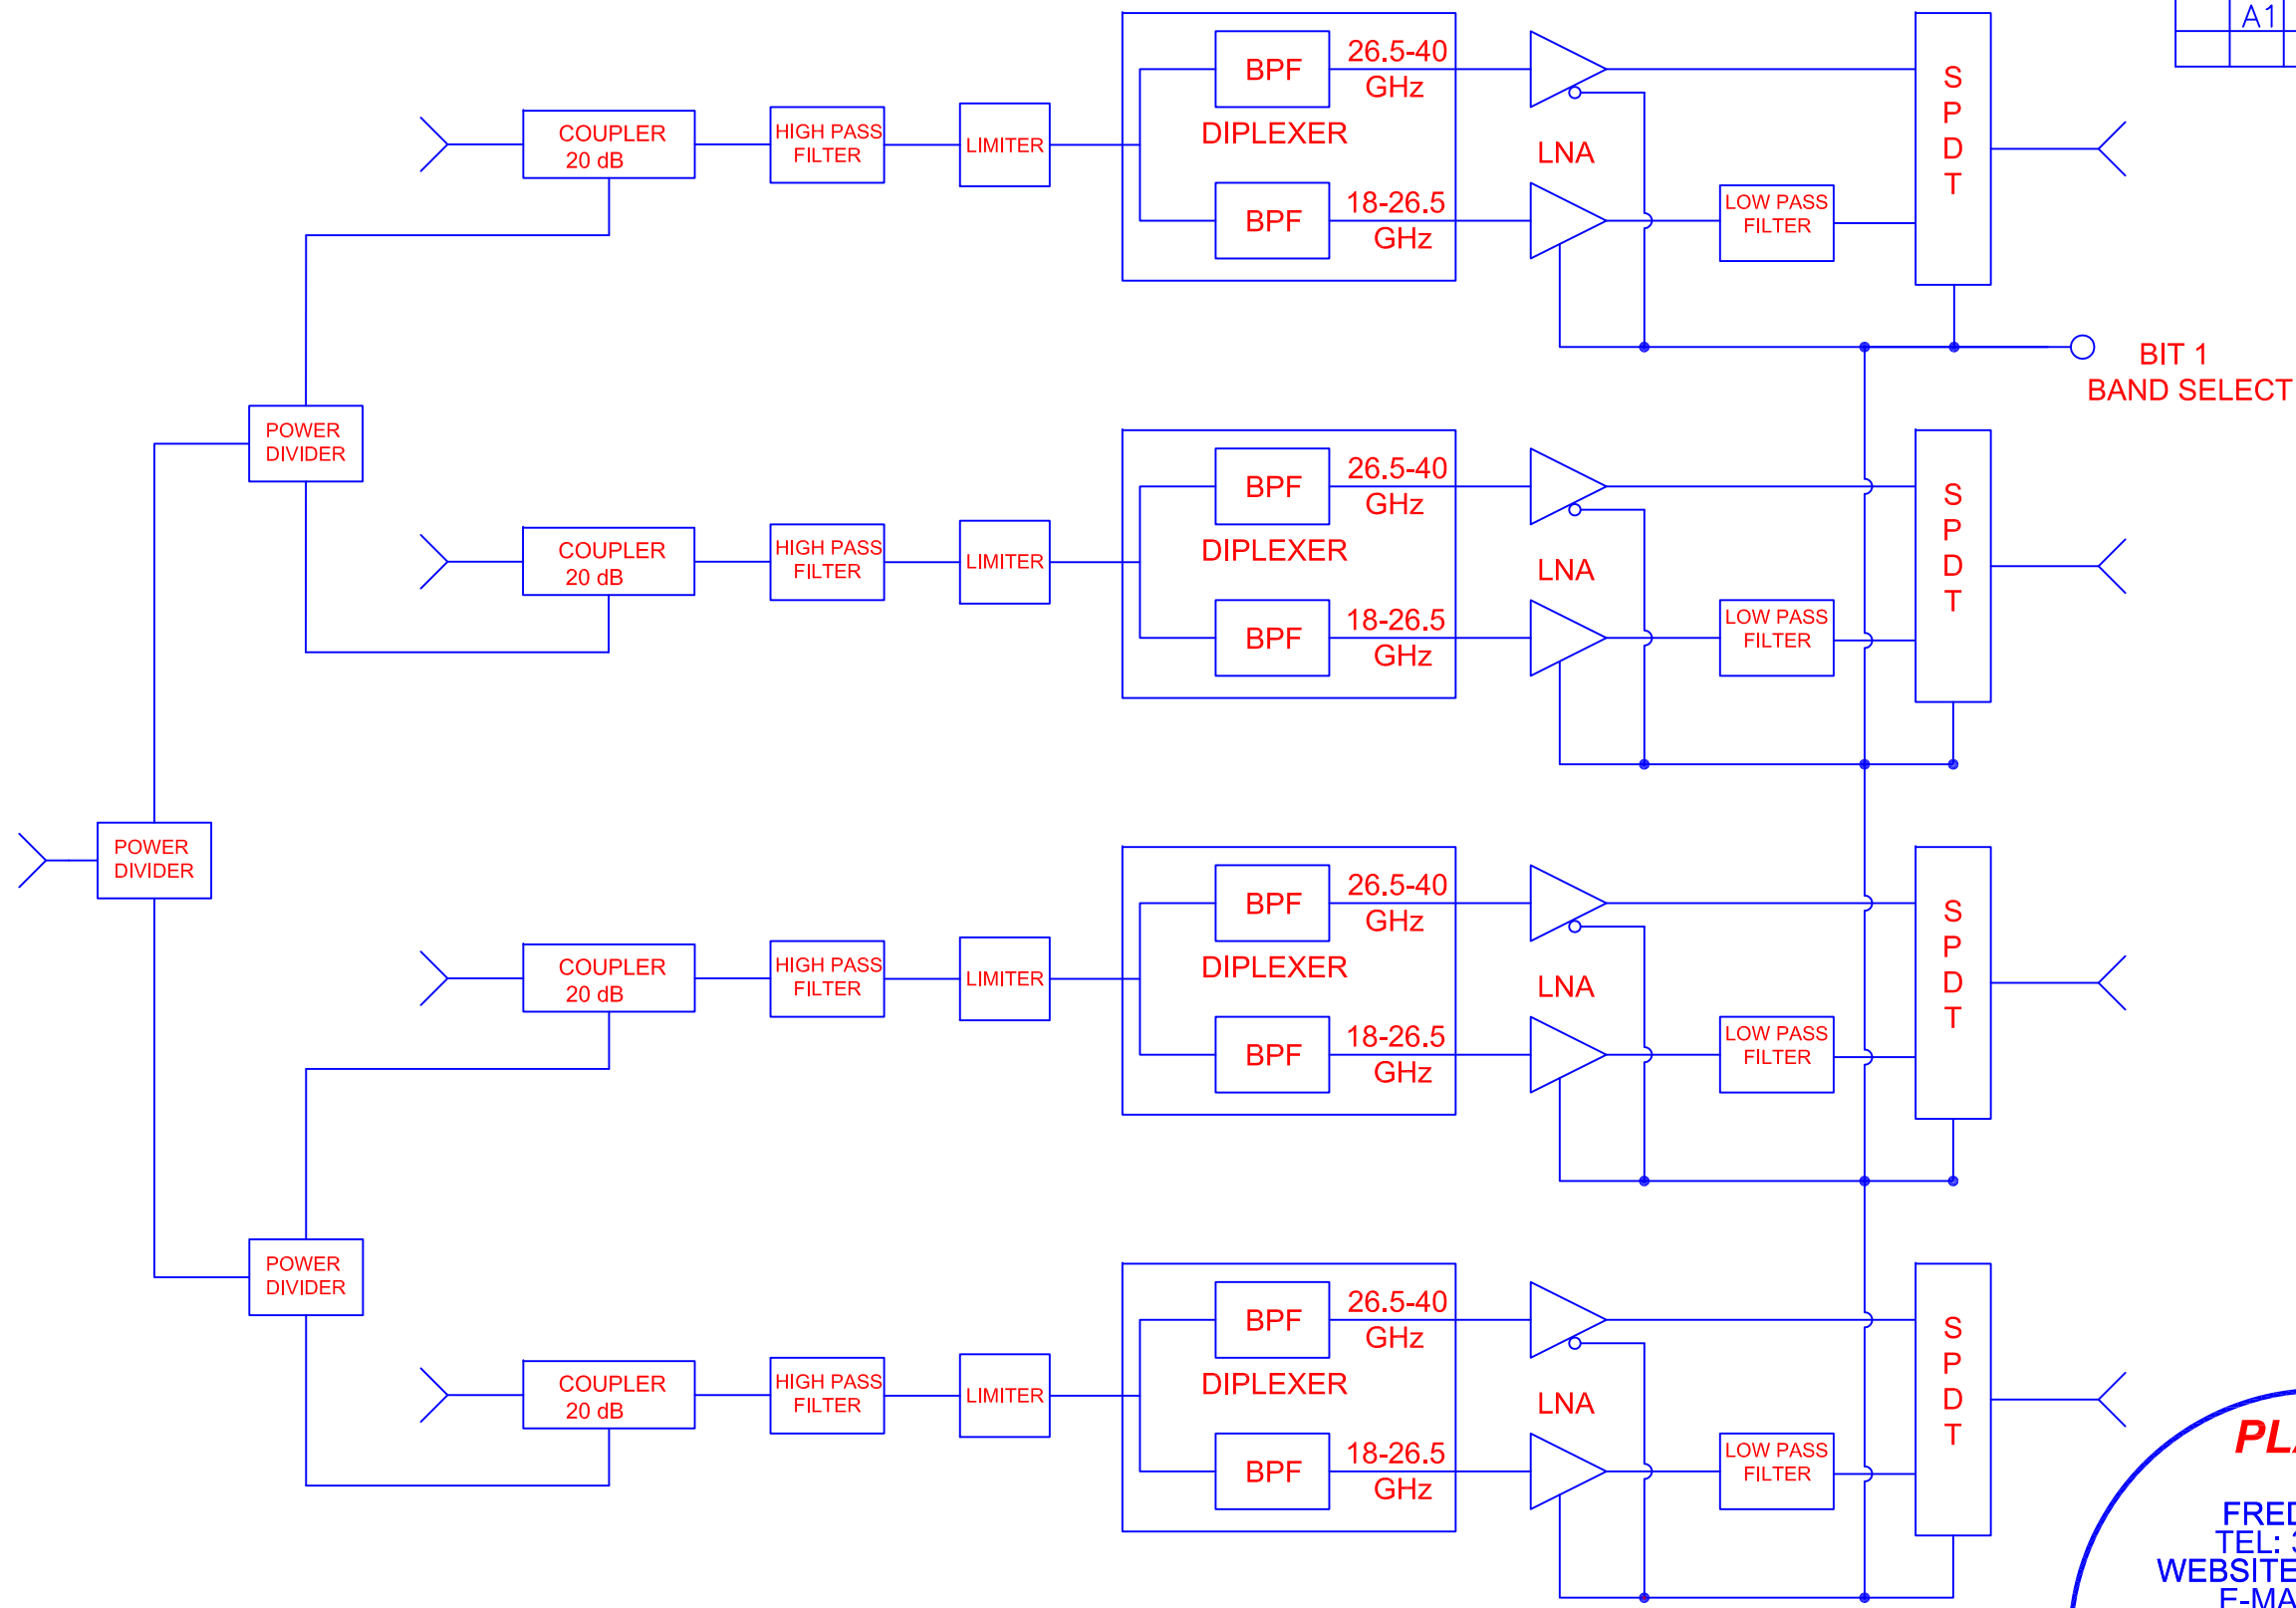 A1
26.5-40
GHz
BPF
DIPLEXER
COUPLER
20 dB
HIGH PASS
FILTER
LIMITER
LNA
BPF
18-26.5
GHz
LOW PASS
FILTER
S
P
D
T
BIT 1
BAND SELECT
POWER
DIVIDER
26.5-40
GHz
BPF
DIPLEXER
COUPLER
20 dB
HIGH PASS
FILTER
LIMITER
LNA
BPF
18-26.5
GHz
LOW PASS
FILTER
S
P
D
T
POWER
DIVIDER
26.5-40
GHz
BPF
DIPLEXER
COUPLER
20 dB
HIGH PASS
FILTER
LIMITER
LNA
BPF
18-26.5
GHz
LOW PASS
FILTER
S
P
D
T
POWER
DIVIDER
26.5-40
GHz
BPF
DIPLEXER
COUPLER
20 dB
HIGH PASS
FILTER
LIMITER
LNA
BPF
18-26.5
GHz
LOW PASS
FILTER
S
P
D
T
TEL:
WEBSITE